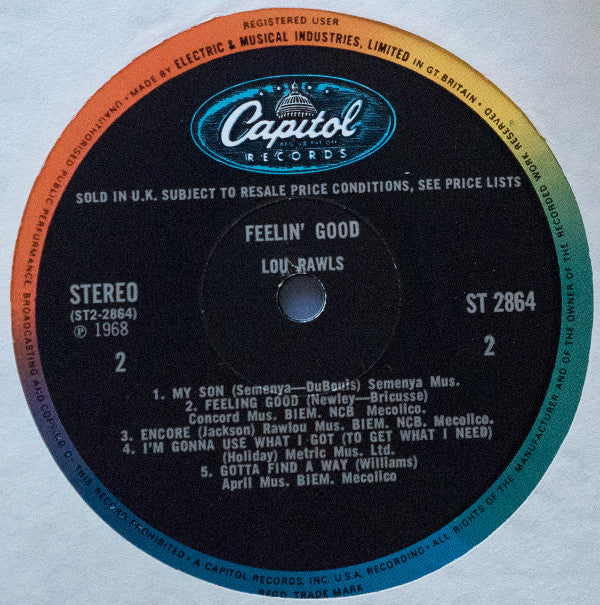 REGISTERED USER
• MADE BY ELECTRIC & MUSICAL INDUSTRIES, LIMITED IN GT. BRITAIN •
Capitol
REG. U.S. PAT. OFF.
RECORDS
SOLD IN U.K. SUBJECT TO RESALE PRICE CONDITIONS, SEE PRICE LISTS
FEELIN' GOOD
LOU RAWLS
STEREO
(ST2-2864)
℗ 1968
2
ST 2864
2
1. MY SON (Semenya—DuBouis) Semenya Mus.
2. FEELING GOOD (Newley—Bricusse)
Concord Mus. BIEM. NCB. Mecolico.
3. ENCORE (Jackson) Rawlou Mus. BIEM. NCB. Mecolico.
4. I'M GONNA USE WHAT I GOT (TO GET WHAT I NEED)
(Holiday) Metric Mus. Ltd.
5. GOTTA FIND A WAY (Williams)
April Mus. BIEM. Mecolico
ALL RIGHTS OF THE MANUFACTURER AND OF THE OWNER OF THE RECORDED WORK RESERVED •
UNAUTHORISED PUBLIC PERFORMANCE, BROADCASTING AND COPYING OF THIS RECORD PROHIBITED •
A CAPITOL RECORDS, INC. U.S.A. RECORDING •
REGD. TRADE MARK